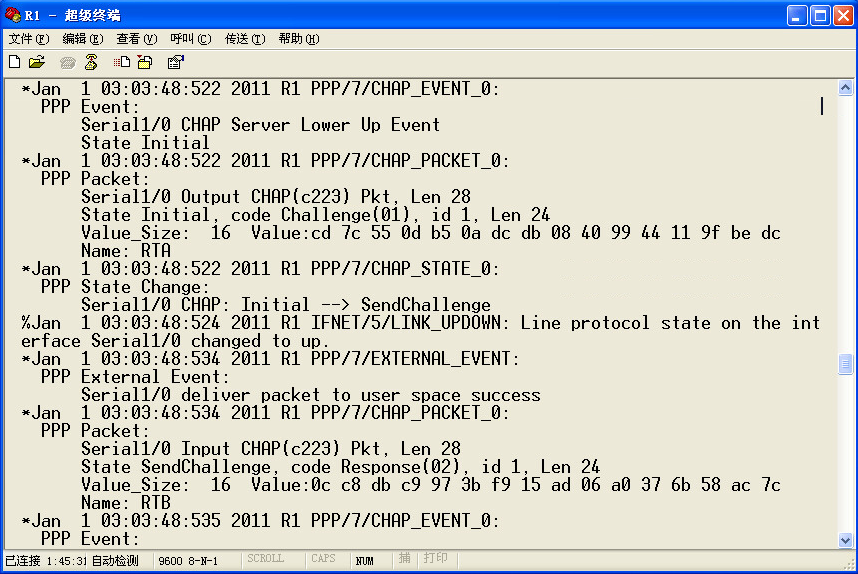 R1 - 超级终端
文件(F) 编辑(E) 查看(V) 呼叫(C) 传送(T) 帮助(H)
*Jan  1 03:03:48:522 2011 R1 PPP/7/CHAP_EVENT_0:
  PPP Event:
      Serial1/0 CHAP Server Lower Up Event
      State Initial
*Jan  1 03:03:48:522 2011 R1 PPP/7/CHAP_PACKET_0:
  PPP Packet:
      Serial1/0 Output CHAP(c223) Pkt, Len 28
      State Initial, code Challenge(01), id 1, Len 24
      Value_Size:  16  Value:cd 7c 55 0d b5 0a dc db 08 40 99 44 11 9f be dc
      Name: RTA
*Jan  1 03:03:48:522 2011 R1 PPP/7/CHAP_STATE_0:
  PPP State Change:
      Serial1/0 CHAP: Initial --> SendChallenge
%Jan  1 03:03:48:524 2011 R1 IFNET/5/LINK_UPDOWN: Line protocol state on the int
erface Serial1/0 changed to up.
*Jan  1 03:03:48:534 2011 R1 PPP/7/EXTERNAL_EVENT:
  PPP External Event:
      Serial1/0 deliver packet to user space success
*Jan  1 03:03:48:534 2011 R1 PPP/7/CHAP_PACKET_0:
  PPP Packet:
      Serial1/0 Input CHAP(c223) Pkt, Len 28
      State SendChallenge, code Response(02), id 1, Len 24
      Value_Size:  16  Value:0c c8 db c9 97 3b f9 15 ad 06 a0 37 6b 58 ac 7c
      Name: RTB
*Jan  1 03:03:48:535 2011 R1 PPP/7/CHAP_EVENT_0:
  PPP Event:
已连接 1:45:31 自动检测 9600 8-N-1 SCROLL CAPS NUM 捕 打印